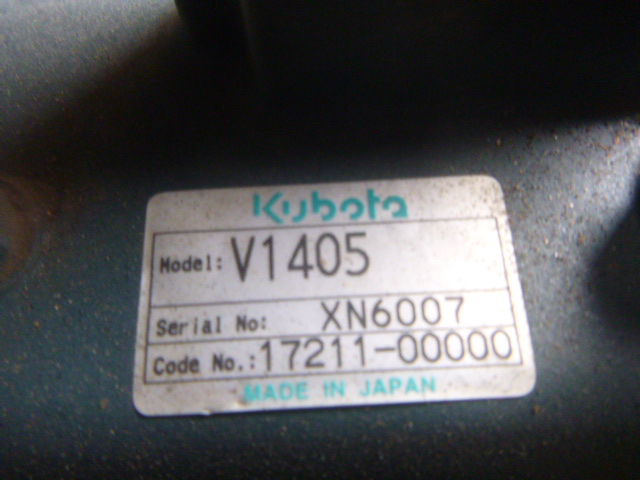 Kubota
Model: V1405
Serial No: XN6007
Code No.: 17211-00000
MADE IN JAPAN